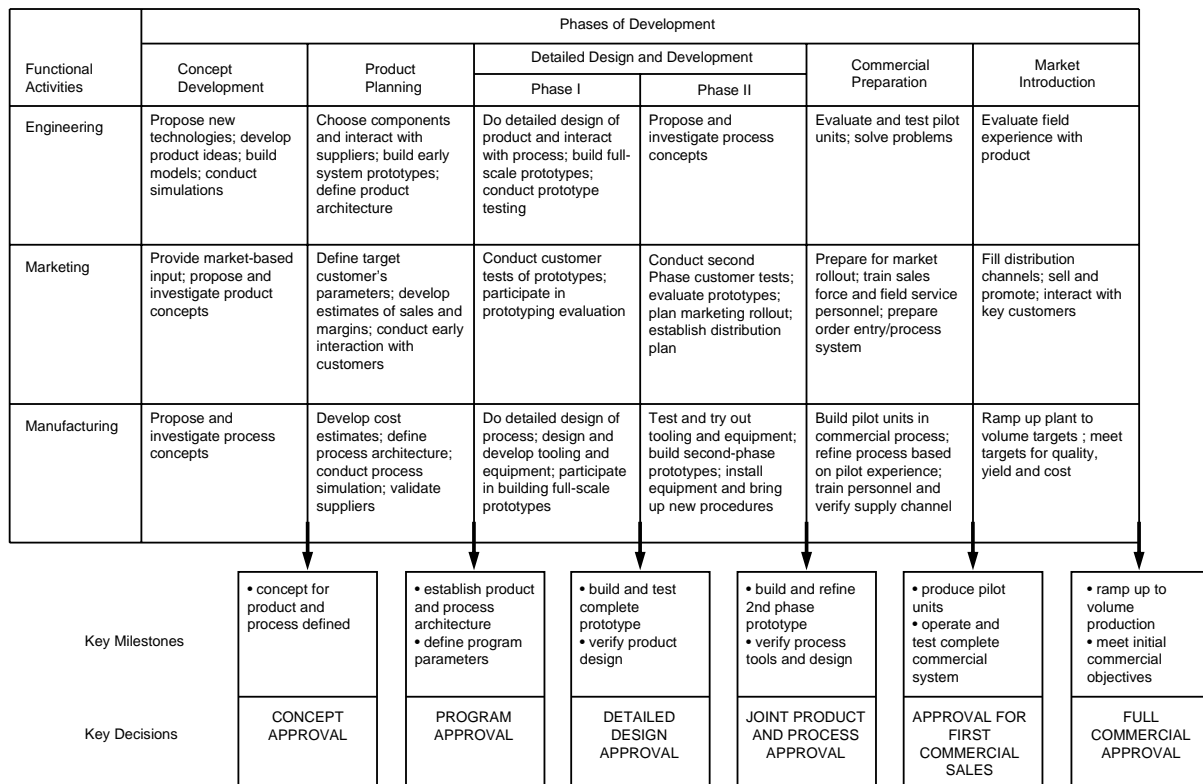 Phases of Development
Functional
Activities
Concept
Development
Product
Planning
Detailed Design and Development
Phase I
Phase II
Commercial
Preparation
Market
Introduction
Engineering
Propose new
technologies; develop
product ideas; build
models; conduct
simulations
Choose components
and interact with
suppliers; build early
system prototypes;
define product
architecture
Do detailed design of
product and interact
with process; build full-
scale prototypes;
conduct prototype
testing
Propose and
investigate process
concepts
Evaluate and test pilot
units; solve problems
Evaluate field
experience with
product
Marketing
Provide market-based
input; propose and
investigate product
concepts
Define target
customer's
parameters; develop
estimates of sales and
margins; conduct early
interaction with
customers
Conduct customer
tests of prototypes;
participate in
prototyping evaluation
Conduct second
Phase customer tests;
evaluate prototypes;
plan marketing rollout;
establish distribution
plan
Prepare for market
rollout; train sales
force and field service
personnel; prepare
order entry/process
system
Fill distribution
channels; sell and
promote; interact with
key customers
Manufacturing
Propose and
investigate process
concepts
Develop cost
estimates; define
process architecture;
conduct process
simulation; validate
suppliers
Do detailed design of
process; design and
develop tooling and
equipment; participate
in building full-scale
prototypes
Test and try out
tooling and equipment;
build second-phase
prototypes; install
equipment and bring
up new procedures
Build pilot units in
commercial process;
refine process based
on pilot experience;
train personnel and
verify supply channel
Ramp up plant to
volume targets ; meet
targets for quality,
yield and cost
Key Milestones
• concept for
product and
process defined
• establish product
and process
architecture
• define program
parameters
• build and test
complete
prototype
• verify product
design
• build and refine
2nd phase
prototype
• verify process
tools and design
• produce pilot
units
• operate and
test complete
commercial
system
• ramp up to
volume
production
• meet initial
commercial
objectives
Key Decisions
CONCEPT
APPROVAL
PROGRAM
APPROVAL
DETAILED
DESIGN
APPROVAL
JOINT PRODUCT
AND PROCESS
APPROVAL
APPROVAL FOR
FIRST
COMMERCIAL
SALES
FULL
COMMERCIAL
APPROVAL